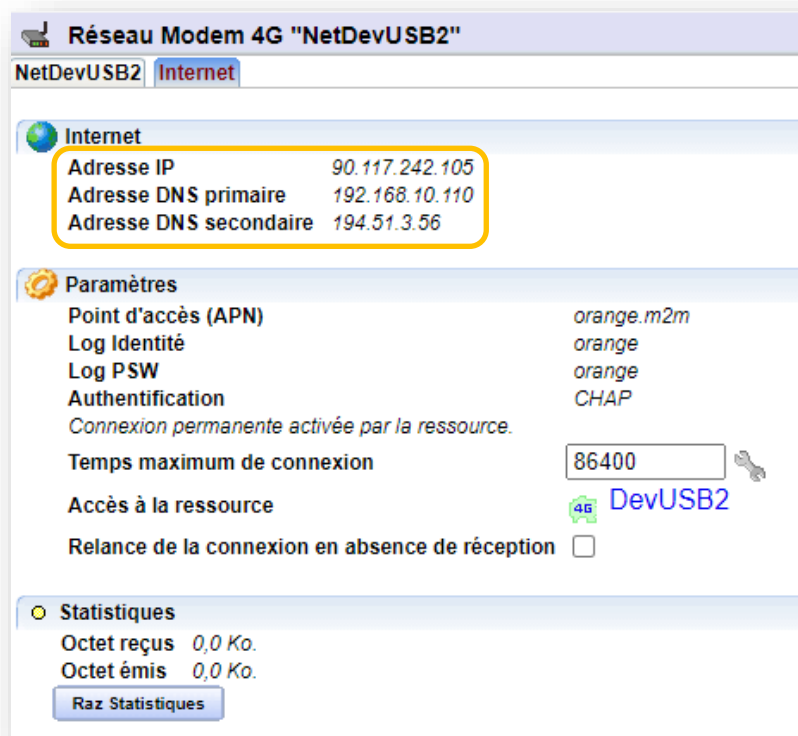 Réseau Modem 4G "NetDevUSB2"
NetDevUSB2 Internet
Internet
Adresse IP 90.117.242.105
Adresse DNS primaire 192.168.10.110
Adresse DNS secondaire 194.51.3.56
Paramètres
Point d'accès (APN) orange.m2m
Log Identité orange
Log PSW orange
Authentification CHAP
Connexion permanente activée par la ressource.
Temps maximum de connexion 86400
Accès à la ressource 4G DevUSB2
Relance de la connexion en absence de réception
Statistiques
Octet reçus 0,0 Ko.
Octet émis 0,0 Ko.
Raz Statistiques